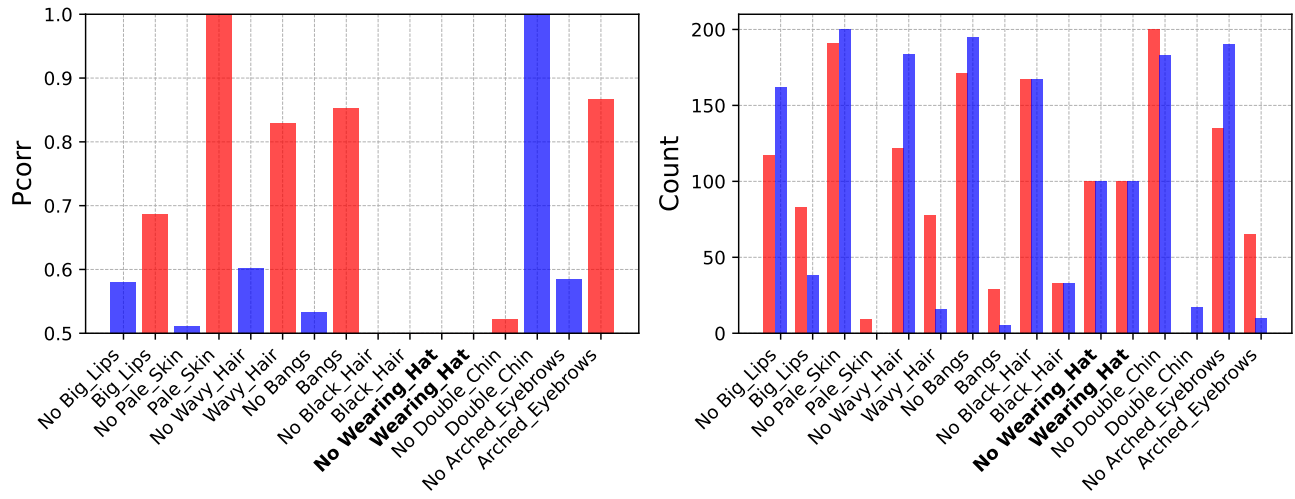 Pcorr
1.0
0.9
0.8
0.7
0.6
0.5
No Big_Lips
Big_Lips
No Pale_Skin
Pale_Skin
No Wavy_Hair
Wavy_Hair
No Bangs
Bangs
No Black_Hair
Black_Hair
No Wearing_Hat
Wearing_Hat
No Double_Chin
Double_Chin
No Arched_Eyebrows
Arched_Eyebrows
Count
200
150
100
50
0
No Big_Lips
Big_Lips
No Pale_Skin
Pale_Skin
No Wavy_Hair
Wavy_Hair
No Bangs
Bangs
No Black_Hair
Black_Hair
No Wearing_Hat
Wearing_Hat
No Double_Chin
Double_Chin
No Arched_Eyebrows
Arched_Eyebrows